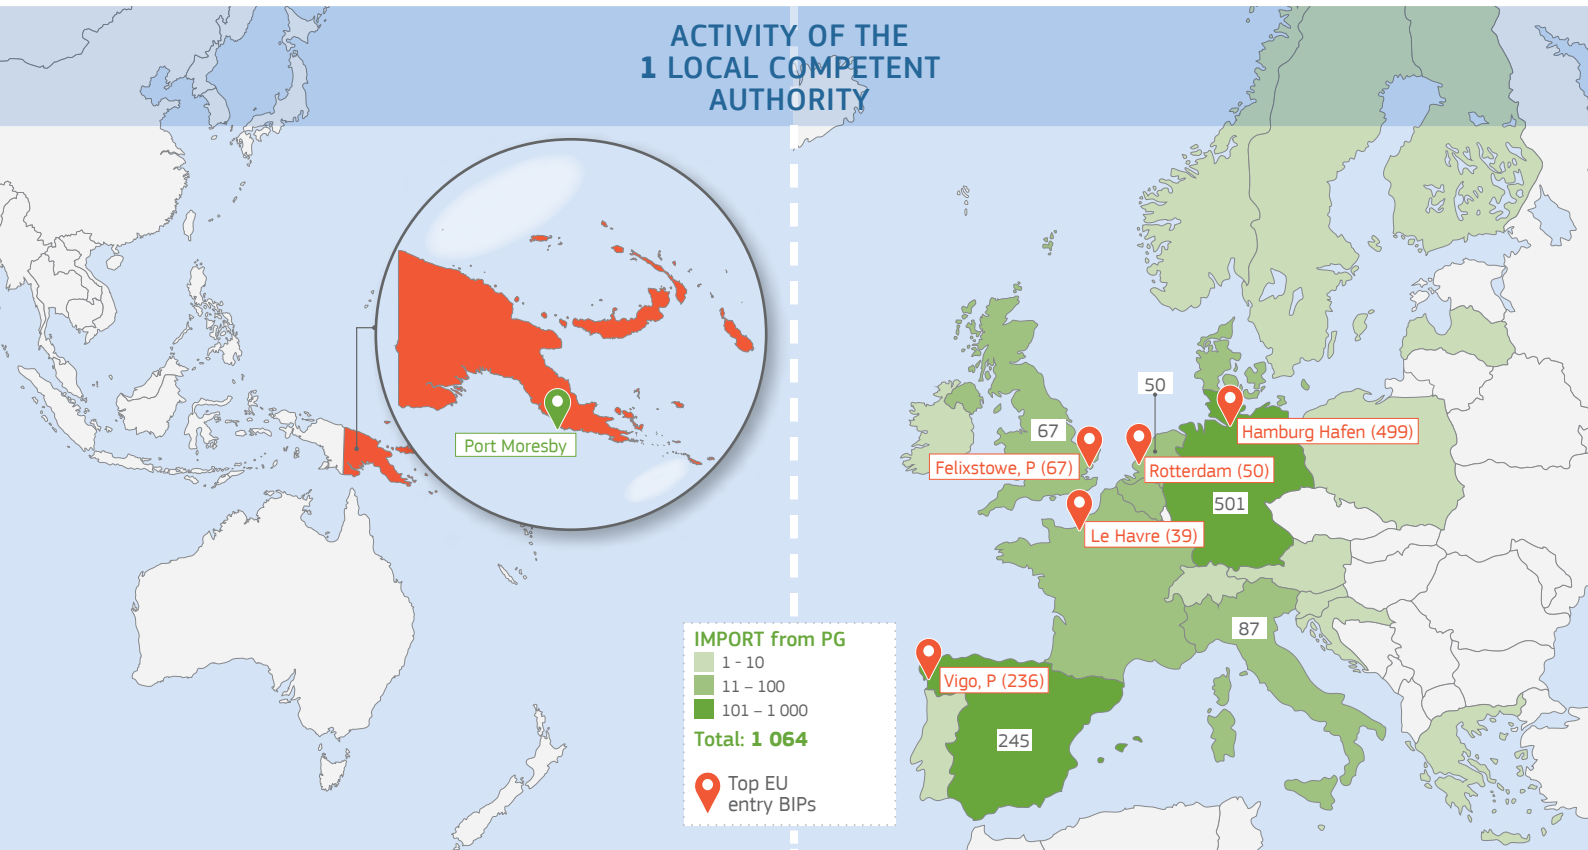 ACTIVITY OF THE
1 LOCAL COMPETENT
AUTHORITY
Port Moresby
50
67
Hamburg Hafen (499)
Felixstowe, P (67)
Rotterdam (50)
501
Le Havre (39)
87
Vigo, P (236)
245
IMPORT from PG
1 - 10
11 – 100
101 – 1 000
Total: 1 064
Top EU
entry BIPs